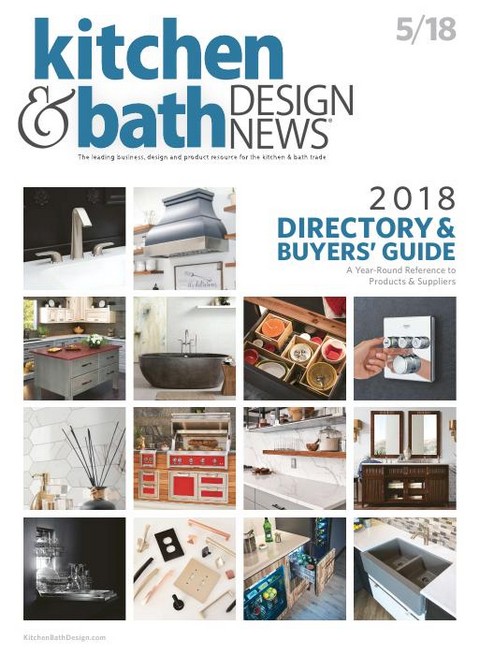 5/18
kitchen
& bath DESIGN
NEWS®
The leading business, design and product resource for the kitchen & bath trade
2018
DIRECTORY &
BUYERS' GUIDE
A Year-Round Reference to
Products & Suppliers
KitchenBathDesign.com